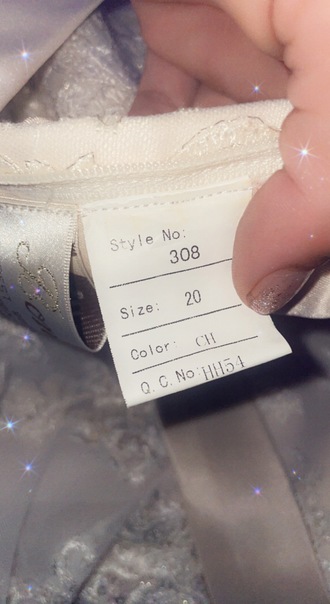 Style No:
308
Size: 20
Color: CH
Q.C.No:HH54